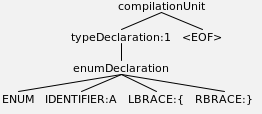 compilationUnit
typeDeclaration:1 <EOF>
enumDeclaration
ENUM IDENTIFIER:A LBRACE:{ RBRACE:}